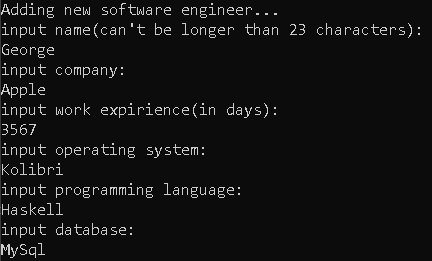 Adding new software engineer...
input name(can't be longer than 23 characters):
George
input company:
Apple
input work expirience(in days):
3567
input operating system:
Kolibri
input programming language:
Haskell
input database:
MySql